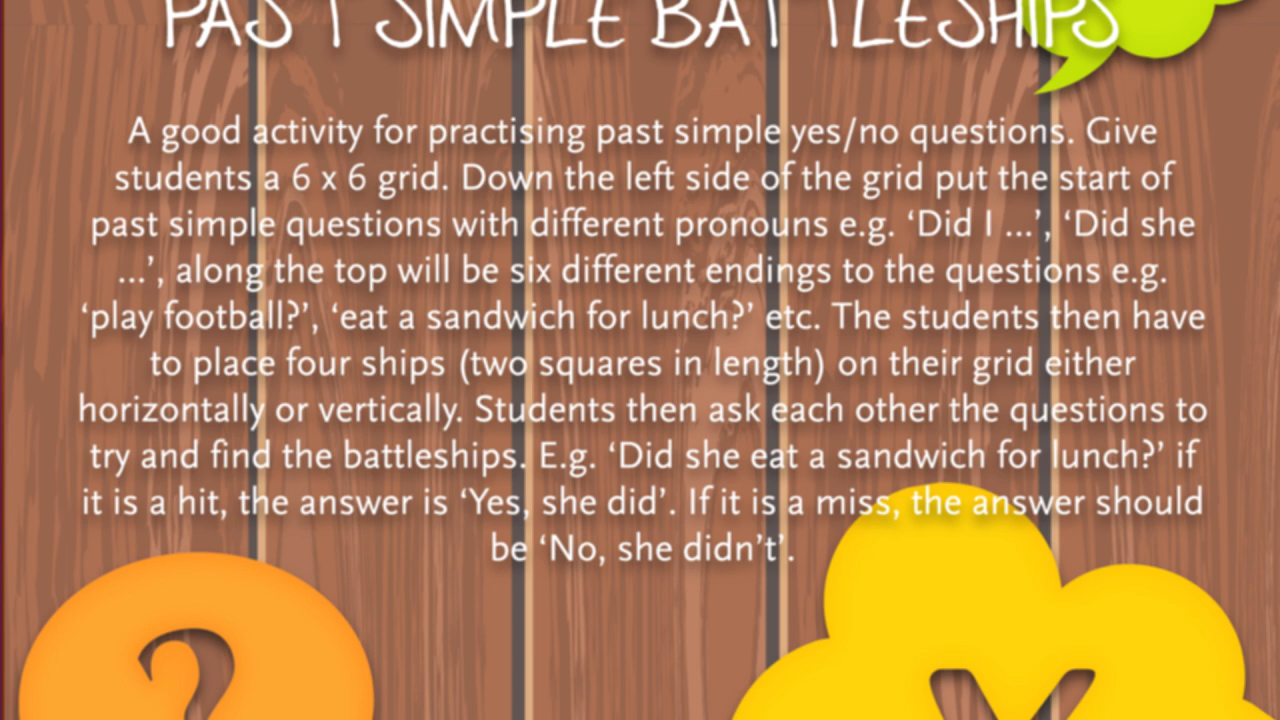 PAST SIMPLE BATTLESHIPS
A good activity for practising past simple yes/no questions. Give
students a 6 x 6 grid. Down the left side of the grid put the start of
past simple questions with different pronouns e.g. ‘Did I ...’, ‘Did she
...’, along the top will be six different endings to the questions e.g.
‘play football?’, ‘eat a sandwich for lunch?’ etc. The students then have
to place four ships (two squares in length) on their grid either
horizontally or vertically. Students then ask each other the questions to
try and find the battleships. E.g. ‘Did she eat a sandwich for lunch?’ if
it is a hit, the answer is ‘Yes, she did’. If it is a miss, the answer should
be ‘No, she didn’t’.
?
Y